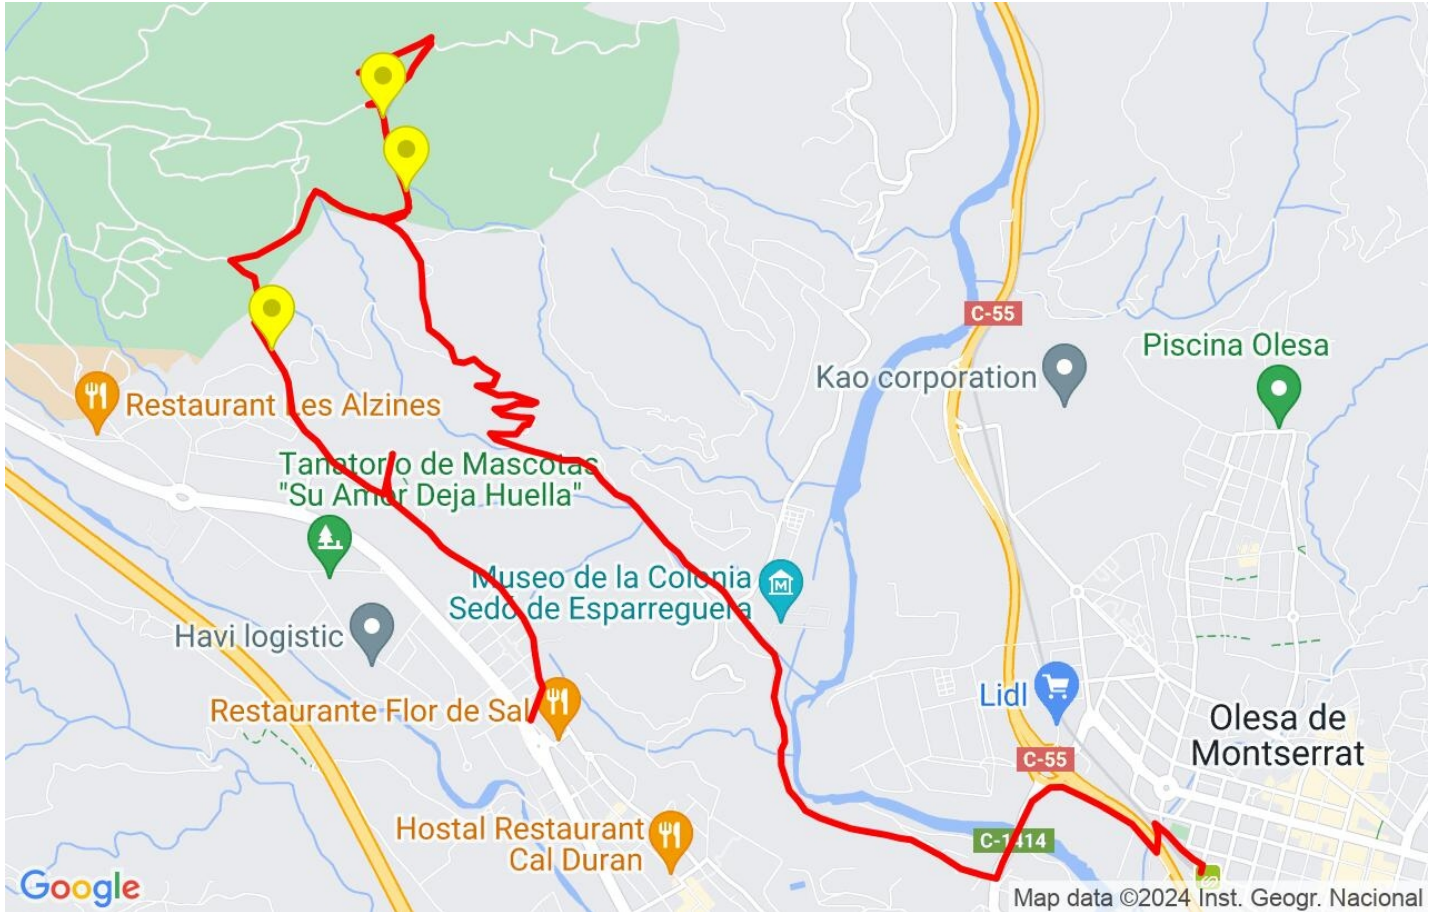 C-55
Piscina Olesa
Kao corporation
Restaurant Les Alzines
Tanatorio de Mascotas
"Su Amor Deja Huella"
Museo de la Colonia
Sedó de Esparreguera
Havi logistic
Lidl
Restaurante Flor de Sal
Olesa de
Montserrat
C-55
Hostal Restaurant
Cal Duran
C-1414
Google
Map data ©2024 Inst. Geogr. Nacional